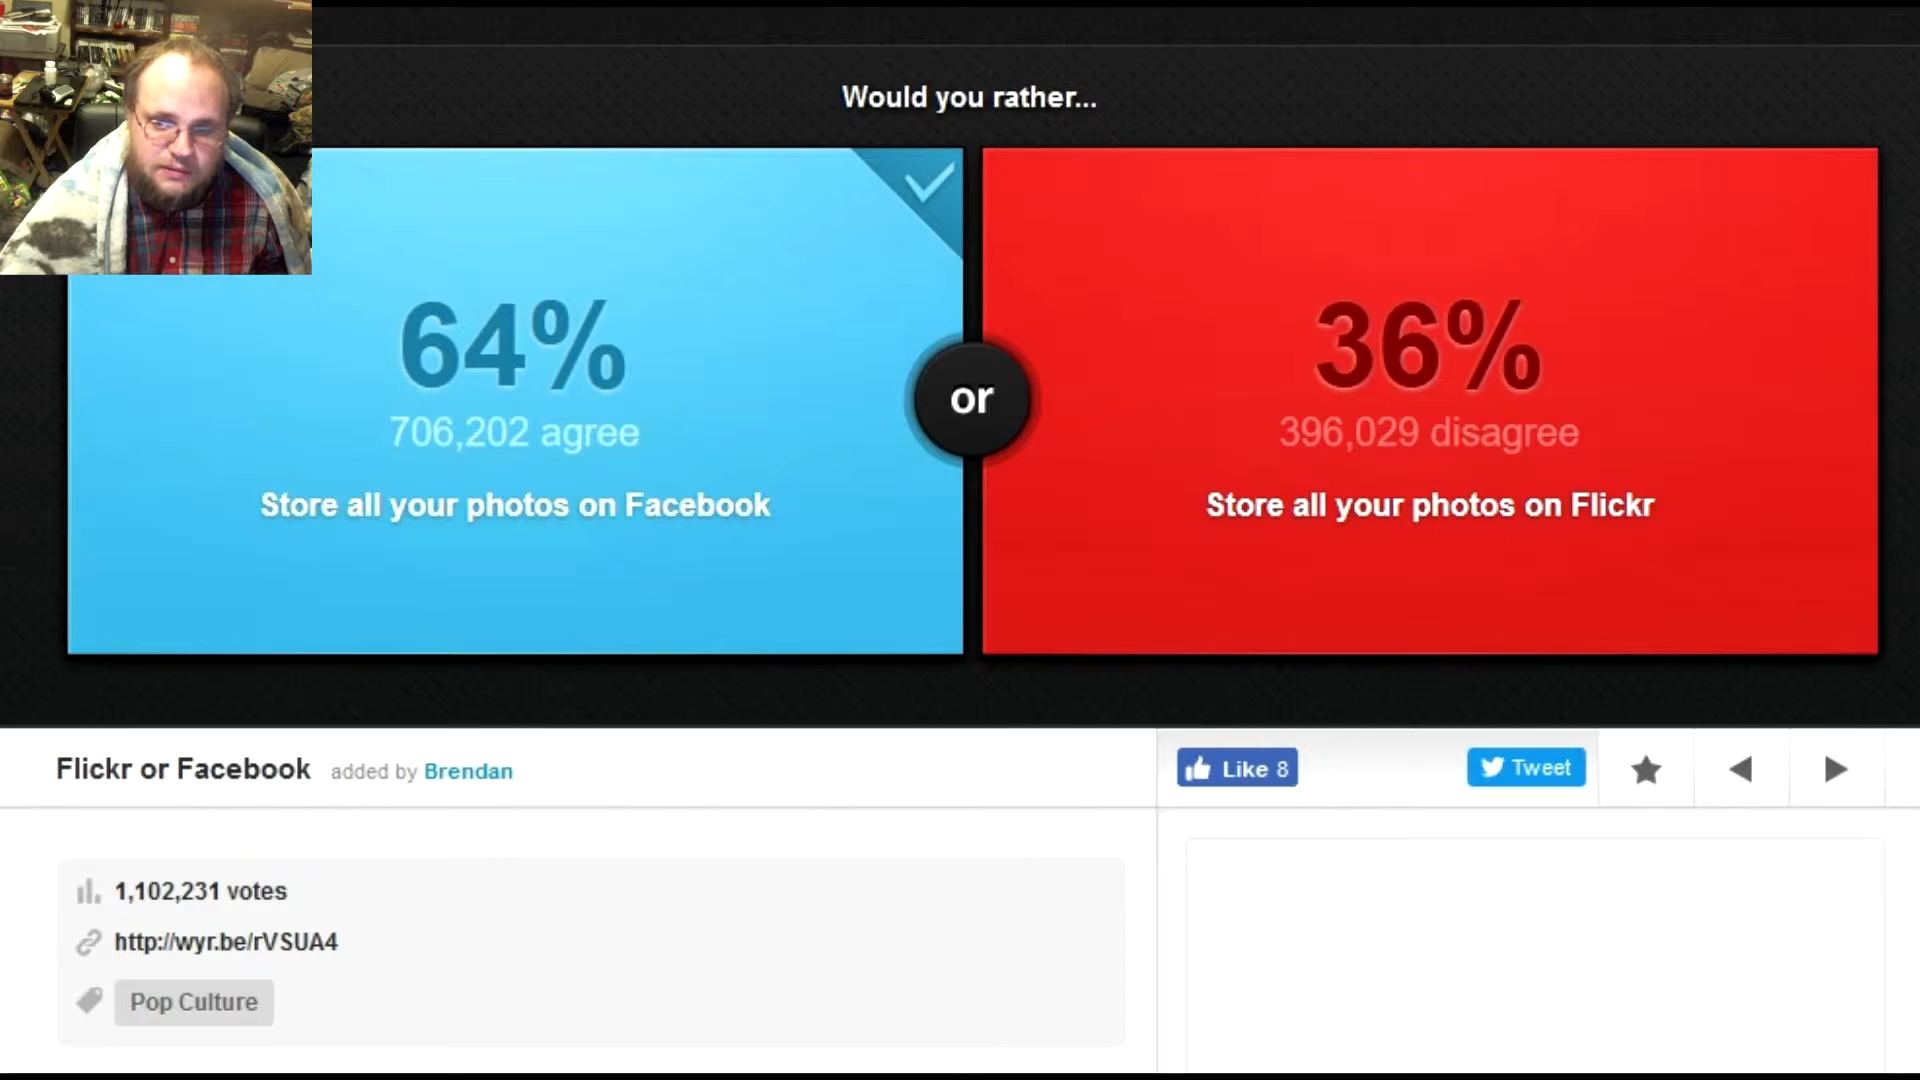 Would you rather...
64%
706,202 agree
Store all your photos on Facebook
or
36%
396,029 disagree
Store all your photos on Flickr
Flickr or Facebook added by Brendan
Like 8
Tweet
1,102,231 votes
http://wyr.be/rVSUA4
Pop Culture